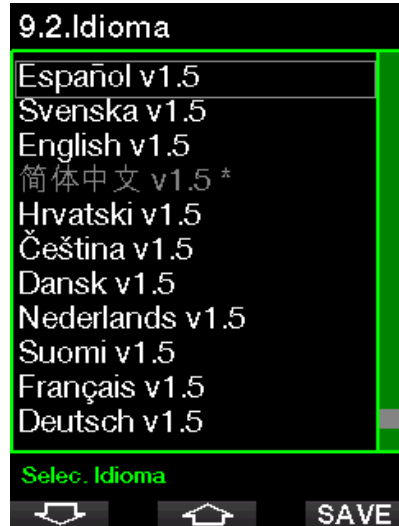 9.2.Idioma
Español v1.5
Svenska v1.5
English v1.5
简体中文 v1.5 *
Hrvatski v1.5
Čeština v1.5
Dansk v1.5
Nederlands v1.5
Suomi v1.5
Français v1.5
Deutsch v1.5
Selec. Idioma
SAVE